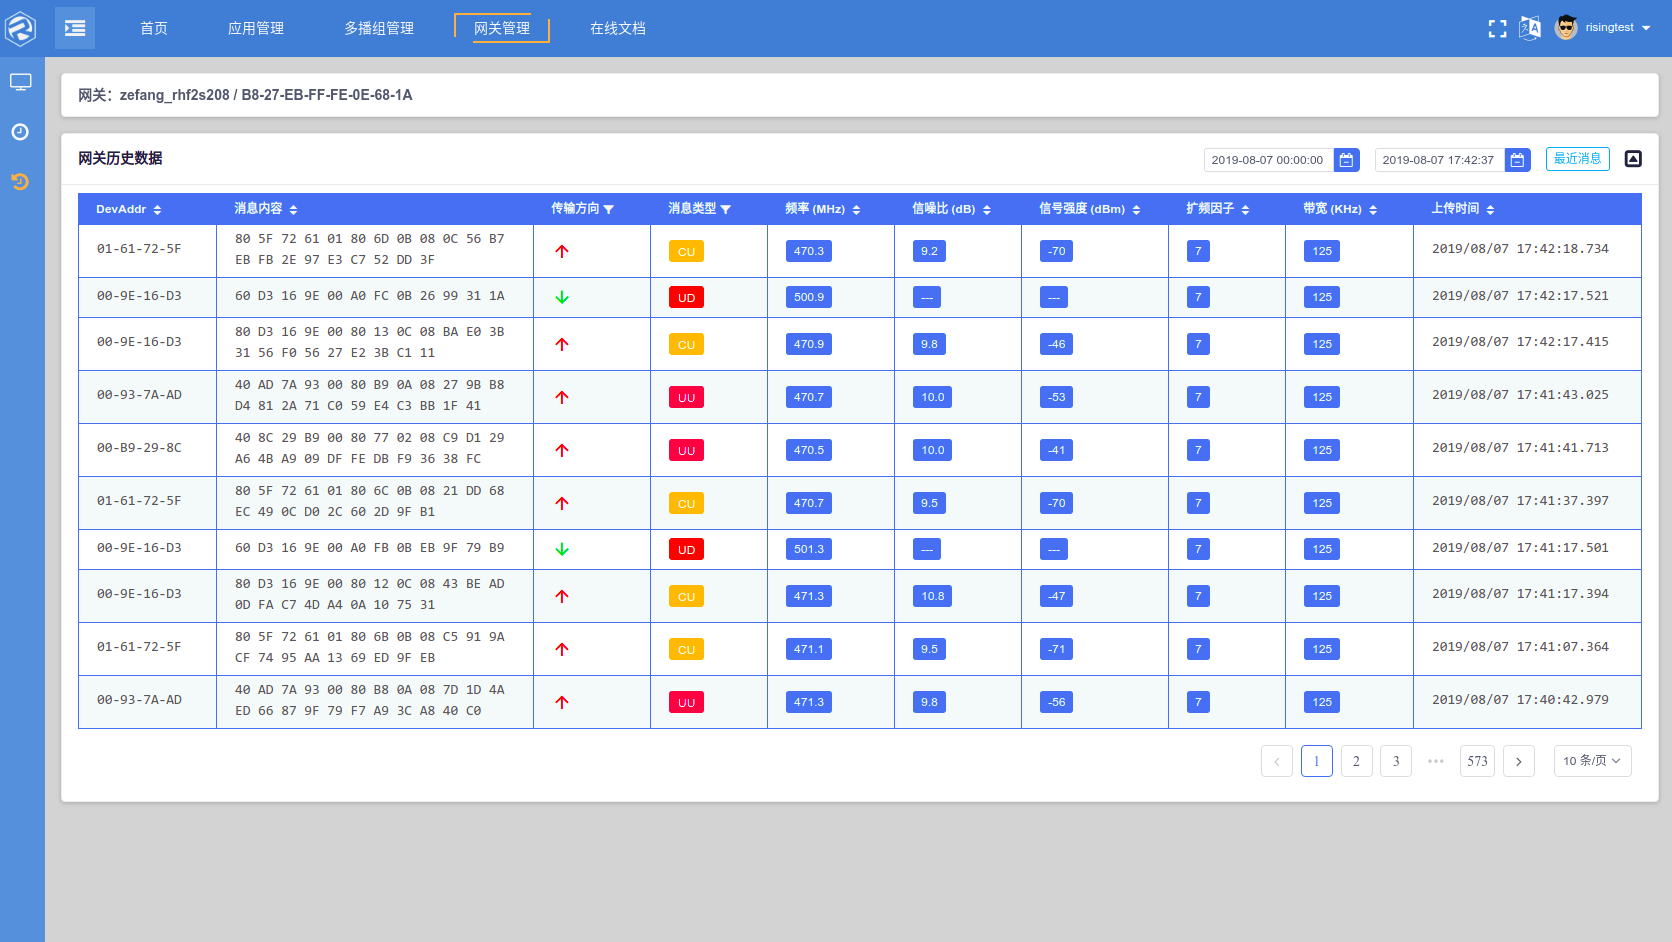 首页 应用管理 多播组管理 网关管理 在线文档 risingtest
网关：zefang_rhf2s208 / B8-27-EB-FF-FE-0E-68-1A
网关历史数据 2019-08-07 00:00:00 2019-08-07 17:42:37 最近消息
DevAddr 消息内容 传输方向 消息类型 频率 (MHz) 信噪比 (dB) 信号强度 (dBm) 扩频因子 带宽 (KHz) 上传时间
01-61-72-5F 80 5F 72 61 01 80 6D 0B 08 0C 56 B7 CU 470.3 9.2 -70 7 125 2019/08/07 17:42:18.734
EB FB 2E 97 E3 C7 52 DD 3F
00-9E-16-D3 60 D3 16 9E 00 A0 FC 0B 26 99 31 1A UD 500.9 --- --- 7 125 2019/08/07 17:42:17.521
00-9E-16-D3 80 D3 16 9E 00 80 13 0C 08 BA E0 3B CU 470.9 9.8 -46 7 125 2019/08/07 17:42:17.415
31 56 F0 56 27 E2 3B C1 11
00-93-7A-AD 40 AD 7A 93 00 80 B9 0A 08 27 9B B8 UU 470.7 10.0 -53 7 125 2019/08/07 17:41:43.025
D4 81 2A 71 C0 59 E4 C3 BB 1F 41
00-B9-29-8C 40 8C 29 B9 00 80 77 02 08 C9 D1 29 UU 470.5 10.0 -41 7 125 2019/08/07 17:41:41.713
A6 4B A9 09 DF FE DB F9 36 38 FC
01-61-72-5F 80 5F 72 61 01 80 6C 0B 08 21 DD 68 CU 470.7 9.5 -70 7 125 2019/08/07 17:41:37.397
EC 49 0C D0 2C 60 2D 9F B1
00-9E-16-D3 60 D3 16 9E 00 A0 FB 0B EB 9F 79 B9 UD 501.3 --- --- 7 125 2019/08/07 17:41:17.501
00-9E-16-D3 80 D3 16 9E 00 80 12 0C 08 43 BE AD CU 471.3 10.8 -47 7 125 2019/08/07 17:41:17.394
0D FA C7 4D A4 0A 10 75 31
01-61-72-5F 80 5F 72 61 01 80 6B 0B 08 C5 91 9A CU 471.1 9.5 -71 7 125 2019/08/07 17:41:07.364
CF 74 95 AA 13 69 ED 9F EB
00-93-7A-AD 40 AD 7A 93 00 80 B8 0A 08 7D 1D 4A UU 471.3 9.8 -56 7 125 2019/08/07 17:40:42.979
ED 66 87 9F 79 F7 A9 3C A8 40 C0
1 2 3 ••• 573 10 条/页